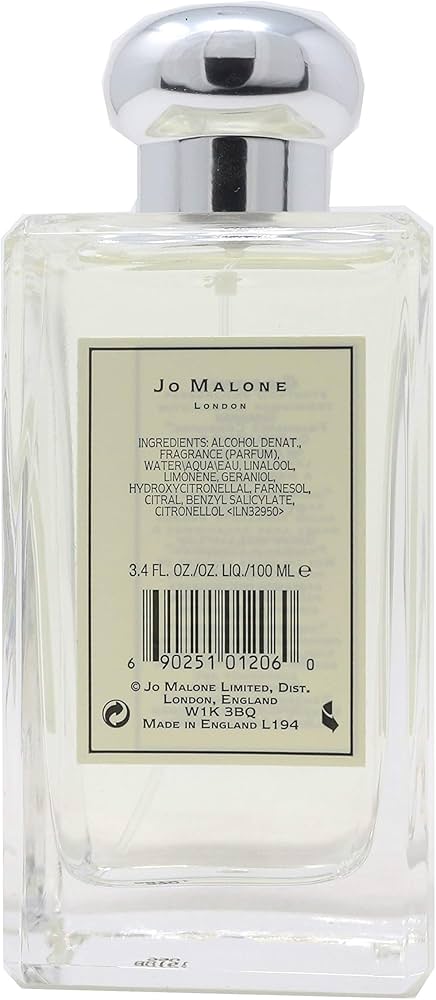 Jo Malone
London
INGREDIENTS: ALCOHOL DENAT.,
FRAGRANCE (PARFUM),
WATER\AQUA\EAU, LINALOOL,
LIMONENE, GERANIOL,
HYDROXYCITRONELLAL, FARNESOL,
CITRAL, BENZYL SALICYLATE,
CITRONELLOL <ILN32950>
3.4 FL. OZ./OZ. LIQ./100 ML ℮
6 90251 01206 0
© Jo Malone Limited, Dist.
London, England
W1K 3BQ
Made in England L194